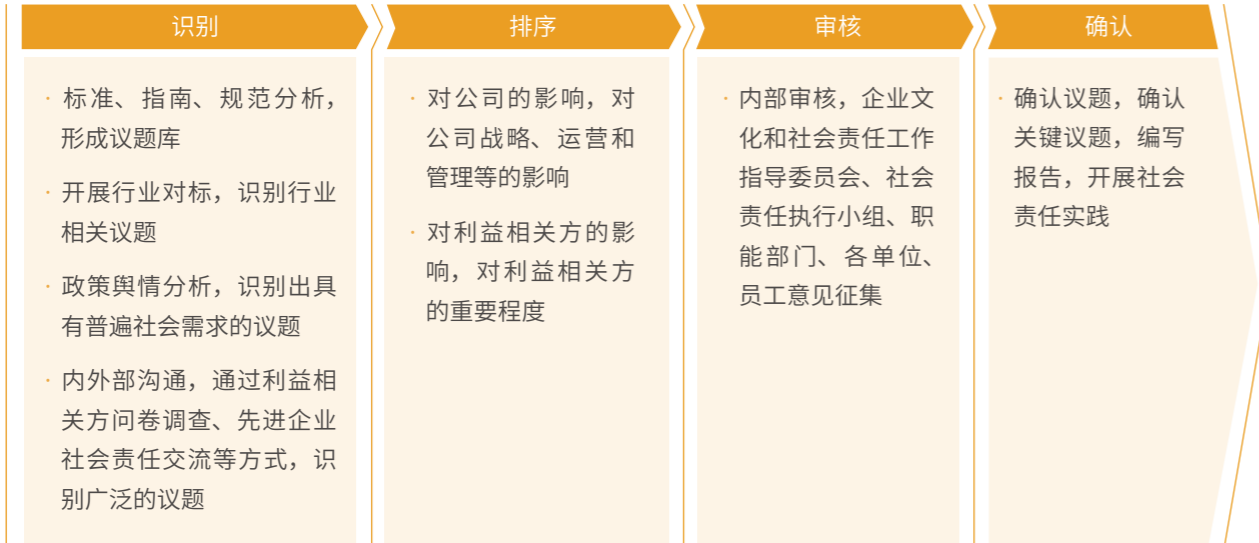 识别
· 标准、指南、规范分析，
形成议题库
· 开展行业对标，识别行业
相关议题
· 政策舆情分析，识别出具
有普遍社会需求的议题
· 内外部沟通，通过利益相
关方问卷调查、先进企业
社会责任交流等方式，识
别广泛的议题
排序
· 对公司的影响，对
公司战略、运营和
管理等的影响
· 对利益相关方的影
响，对利益相关方
的重要程度
审核
· 内部审核，企业文
化和社会责任工作
指导委员会、社会
责任执行小组、职
能部门、各单位、
员工意见征集
确认
· 确认议题，确认
关键议题，编写
报告，开展社会
责任实践